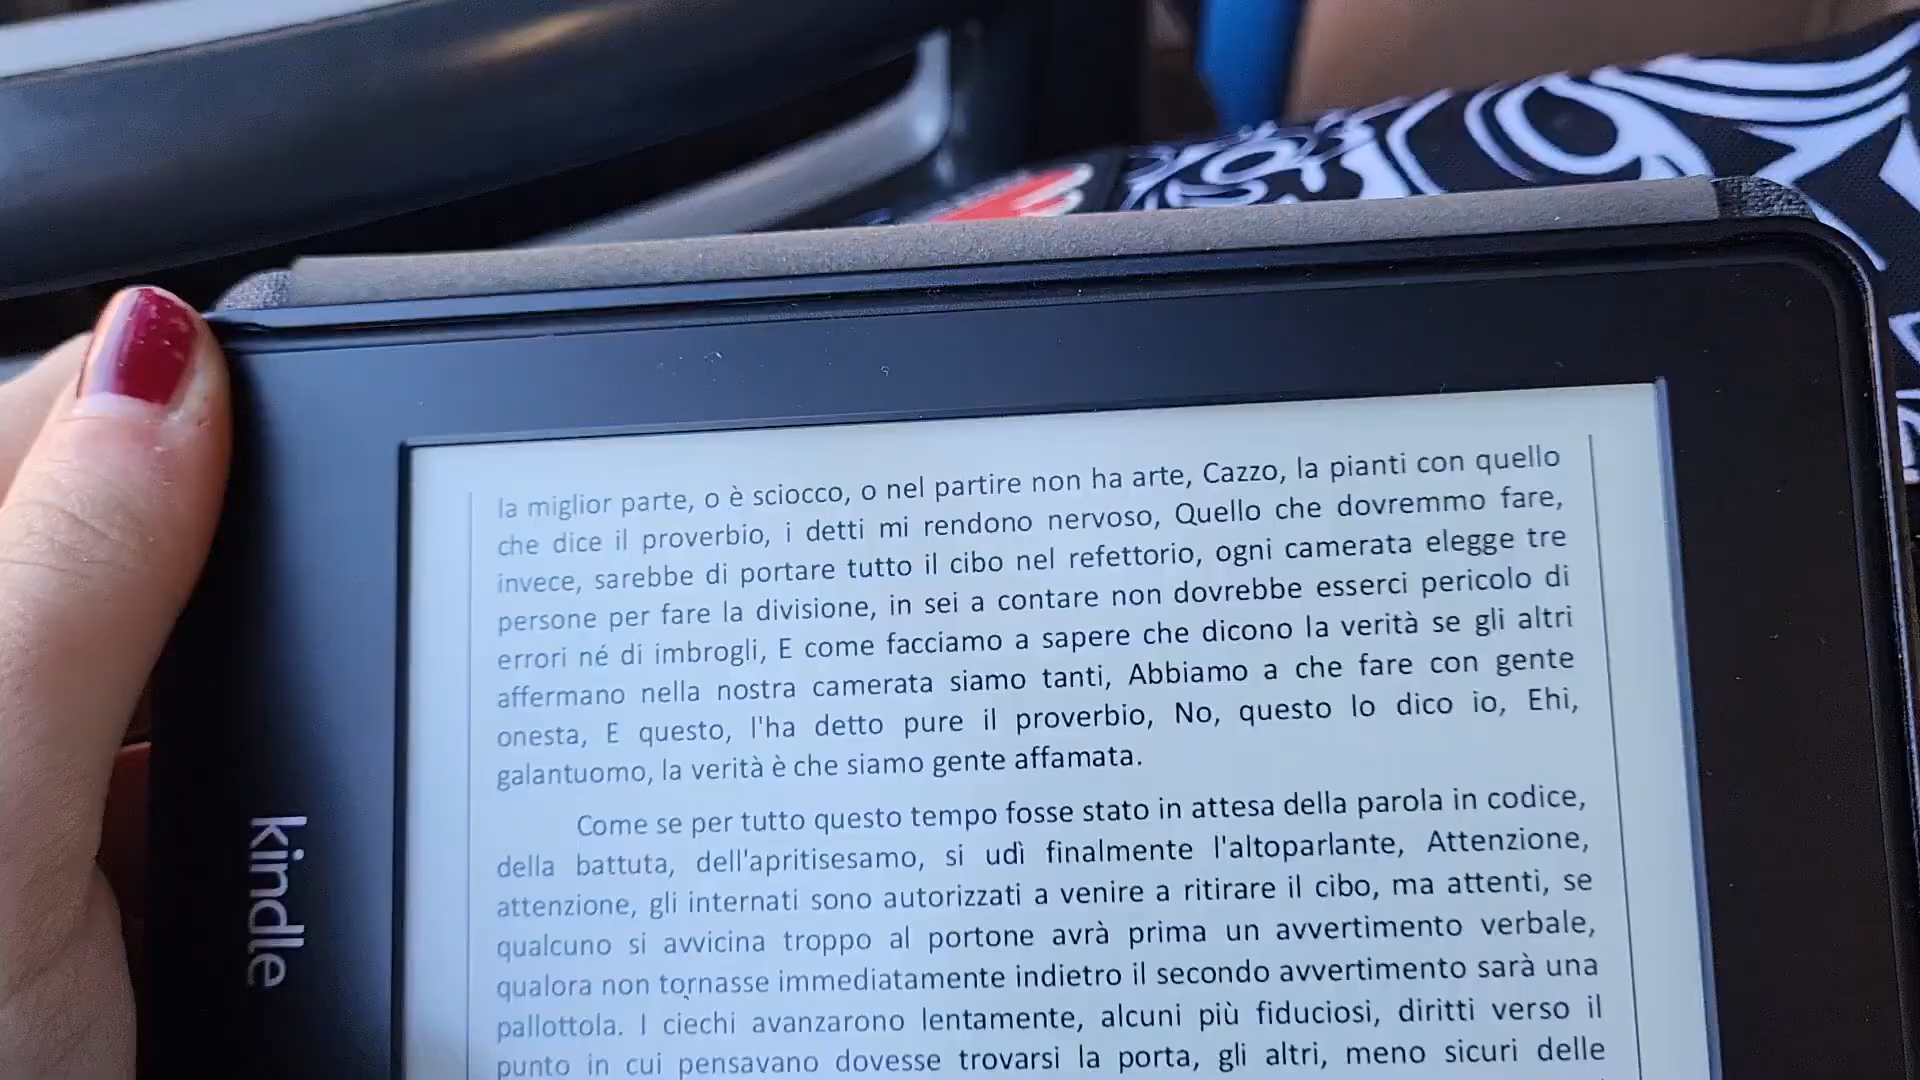 la miglior parte, o è sciocco, o nel partire non ha arte, Cazzo, la pianti con quello
che dice il proverbio, i detti mi rendono nervoso, Quello che dovremmo fare,
invece, sarebbe di portare tutto il cibo nel refettorio, ogni camerata elegge tre
persone per fare la divisione, in sei a contare non dovrebbe esserci pericolo di
errori né di imbrogli, E come facciamo a sapere che dicono la verità se gli altri
affermano nella nostra camerata siamo tanti, Abbiamo a che fare con gente
onesta, E questo, l'ha detto pure il proverbio, No, questo lo dico io, Ehi,
galantuomo, la verità è che siamo gente affamata.
Come se per tutto questo tempo fosse stato in attesa della parola in codice,
della battuta, dell'apritisesamo, si udì finalmente l'altoparlante, Attenzione,
attenzione, gli internati sono autorizzati a venire a ritirare il cibo, ma attenti, se
qualcuno si avvicina troppo al portone avrà prima un avvertimento verbale,
qualora non tornasse immediatamente indietro il secondo avvertimento sarà una
pallottola. I ciechi avanzarono lentamente, alcuni più fiduciosi, diritti verso il
punto in cui pensavano dovesse trovarsi la porta, gli altri, meno sicuri delle
kindle